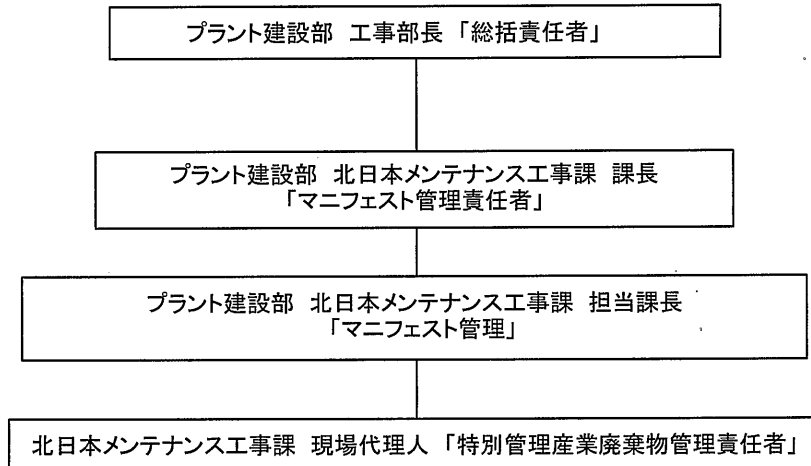 プラント建設部 工事部長 「総括責任者」
プラント建設部 北日本メンテナンス工事課 課長
「マニフェスト管理責任者」
プラント建設部 北日本メンテナンス工事課 担当課長
「マニフェスト管理」
北日本メンテナンス工事課 現場代理人 「特別管理産業廃棄物管理責任者」